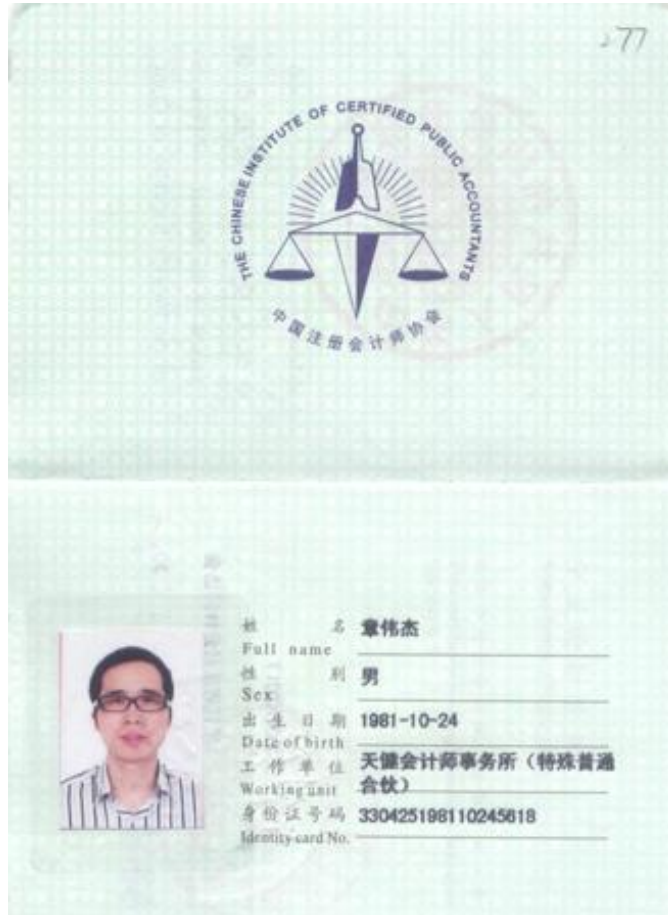 THE CHINESE INSTITUTE OF CERTIFIED PUBLIC ACCOUNTANTS
中国注册会计师协会
姓 名 章伟杰
Full name
性 别 男
Sex
出生日期 1981-10-24
Date of birth
工作单位 天健会计师事务所（特殊普通
Working unit 合伙）
身份证号码 330425198110245618
Identity card No.